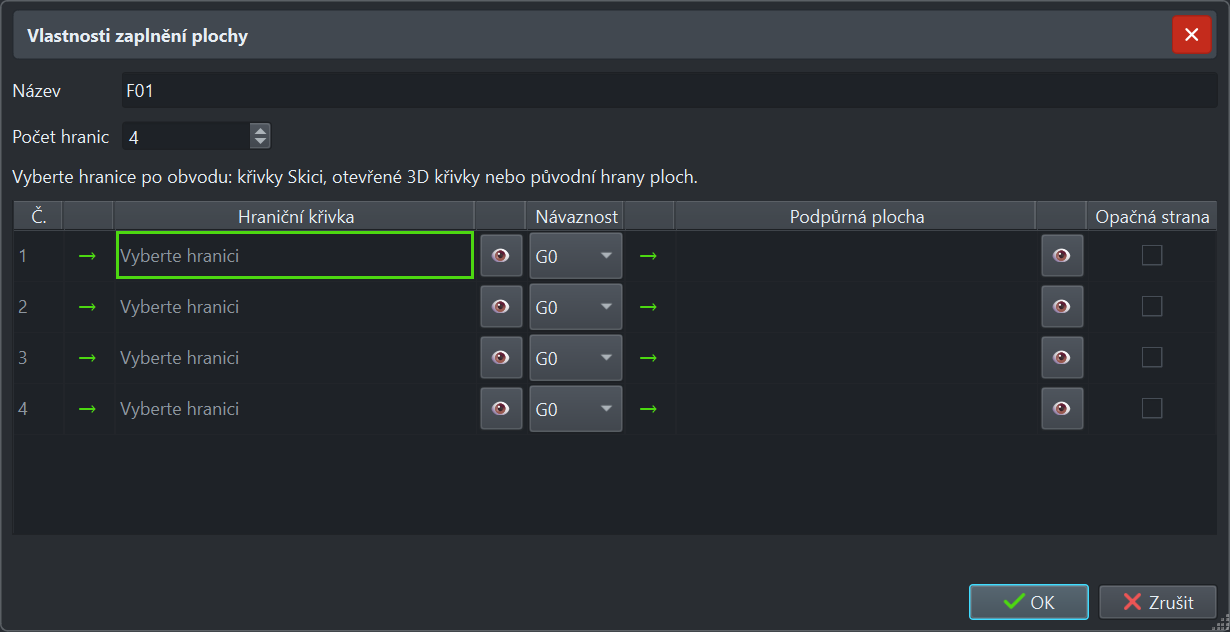 Vlastnosti zaplnění plochy
Název F01
Počet hranic 4
Vyberte hranice po obvodu: křivky Skici, otevřené 3D křivky nebo původní hrany ploch.
Č. Hraniční křivka Návaznost Podpůrná plocha Opačná strana
1 → Vyberte hranici G0 →
2 → Vyberte hranici G0 →
3 → Vyberte hranici G0 →
4 → Vyberte hranici G0 →
OK Zrušit